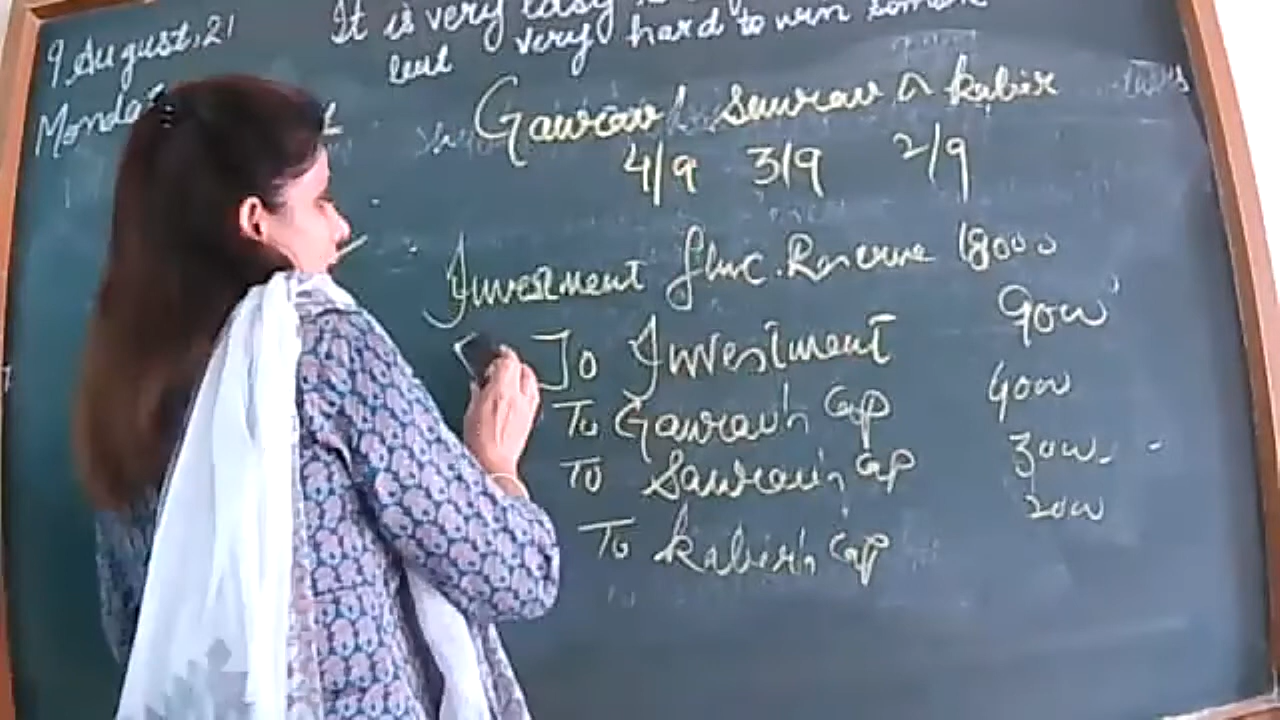 9 August, 21
Monday
It is very easy
but very hard to win
Gaurav Saurav & Kabir
4/9 3/9 2/9
Investment Fluc. Reserve 18000
To Investment 9000
To Gaurav's Cap 4000
To Saurav's Cap 3000
To Kabir's Cap 2000